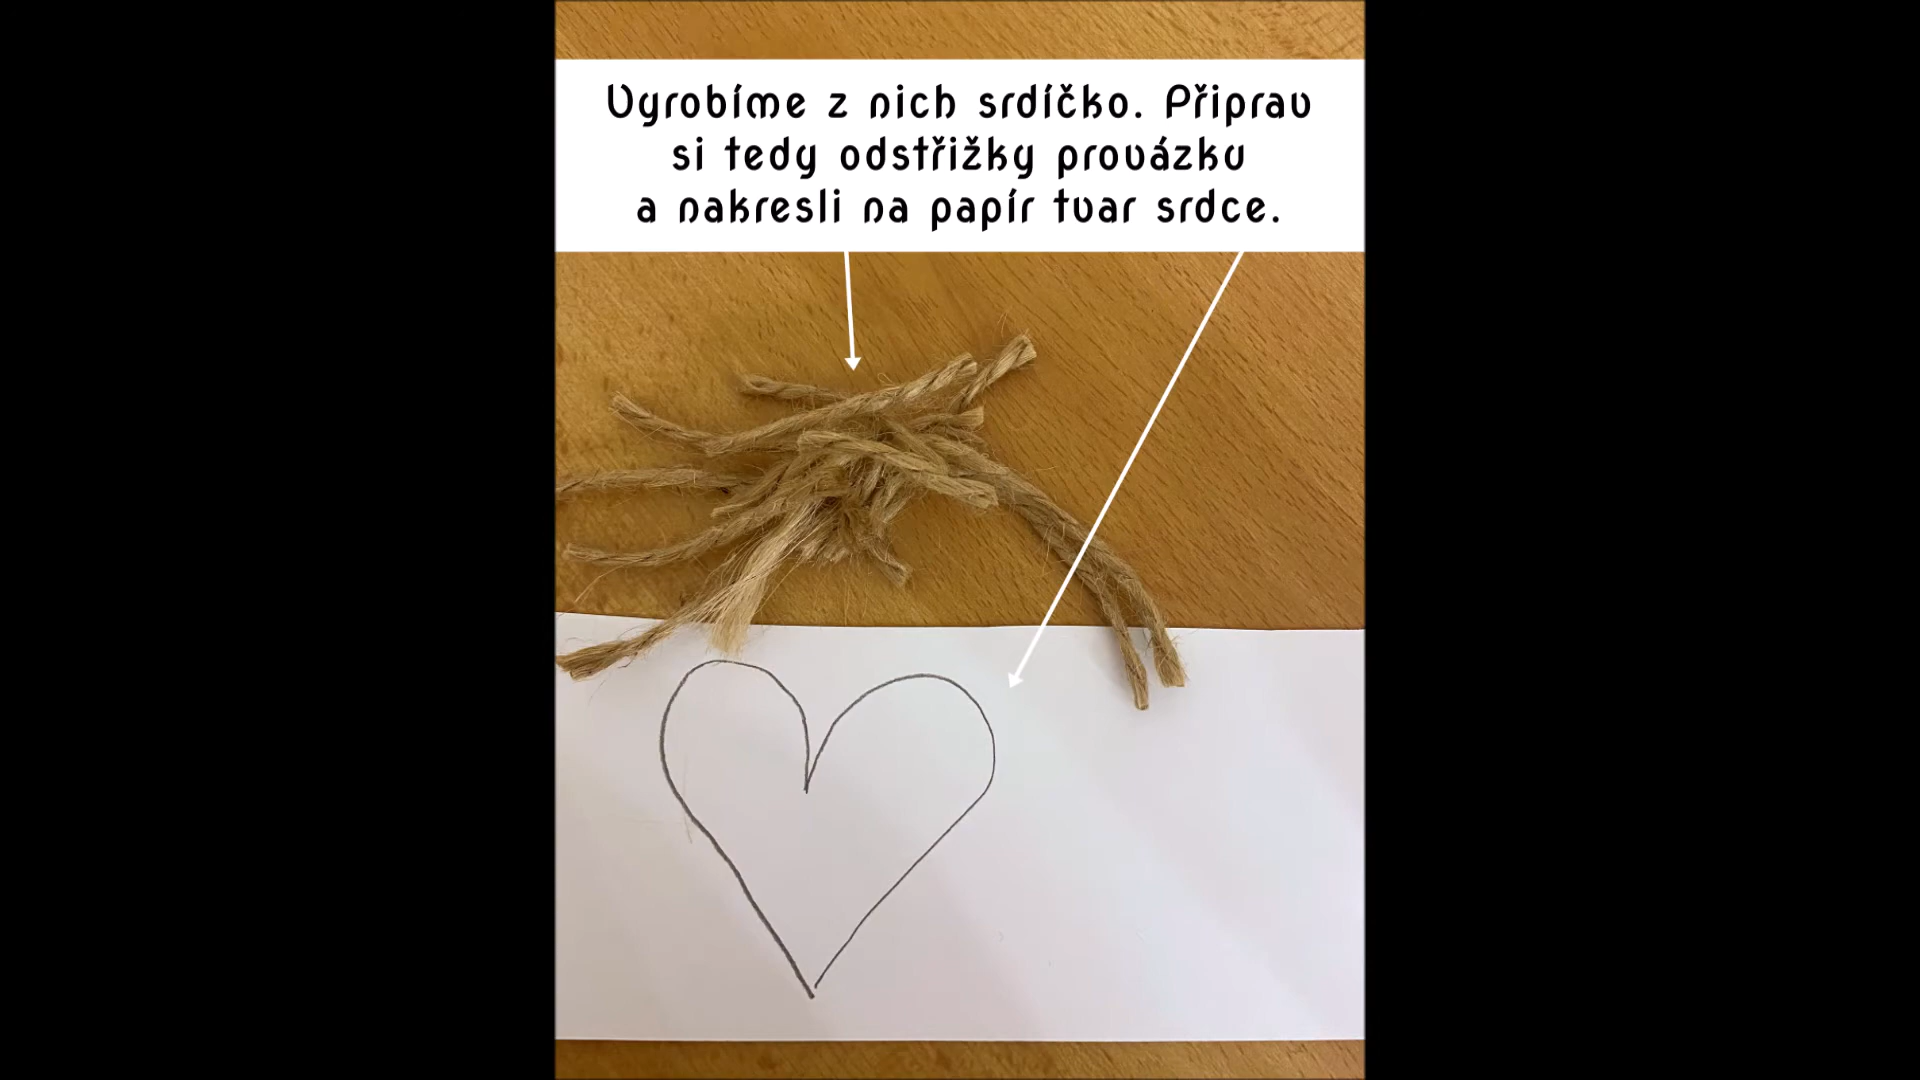 Vyrobíme z nich srdíčko. Připrav
si tedy odstřižky provázku
a nakresli na papír tvar srdce.